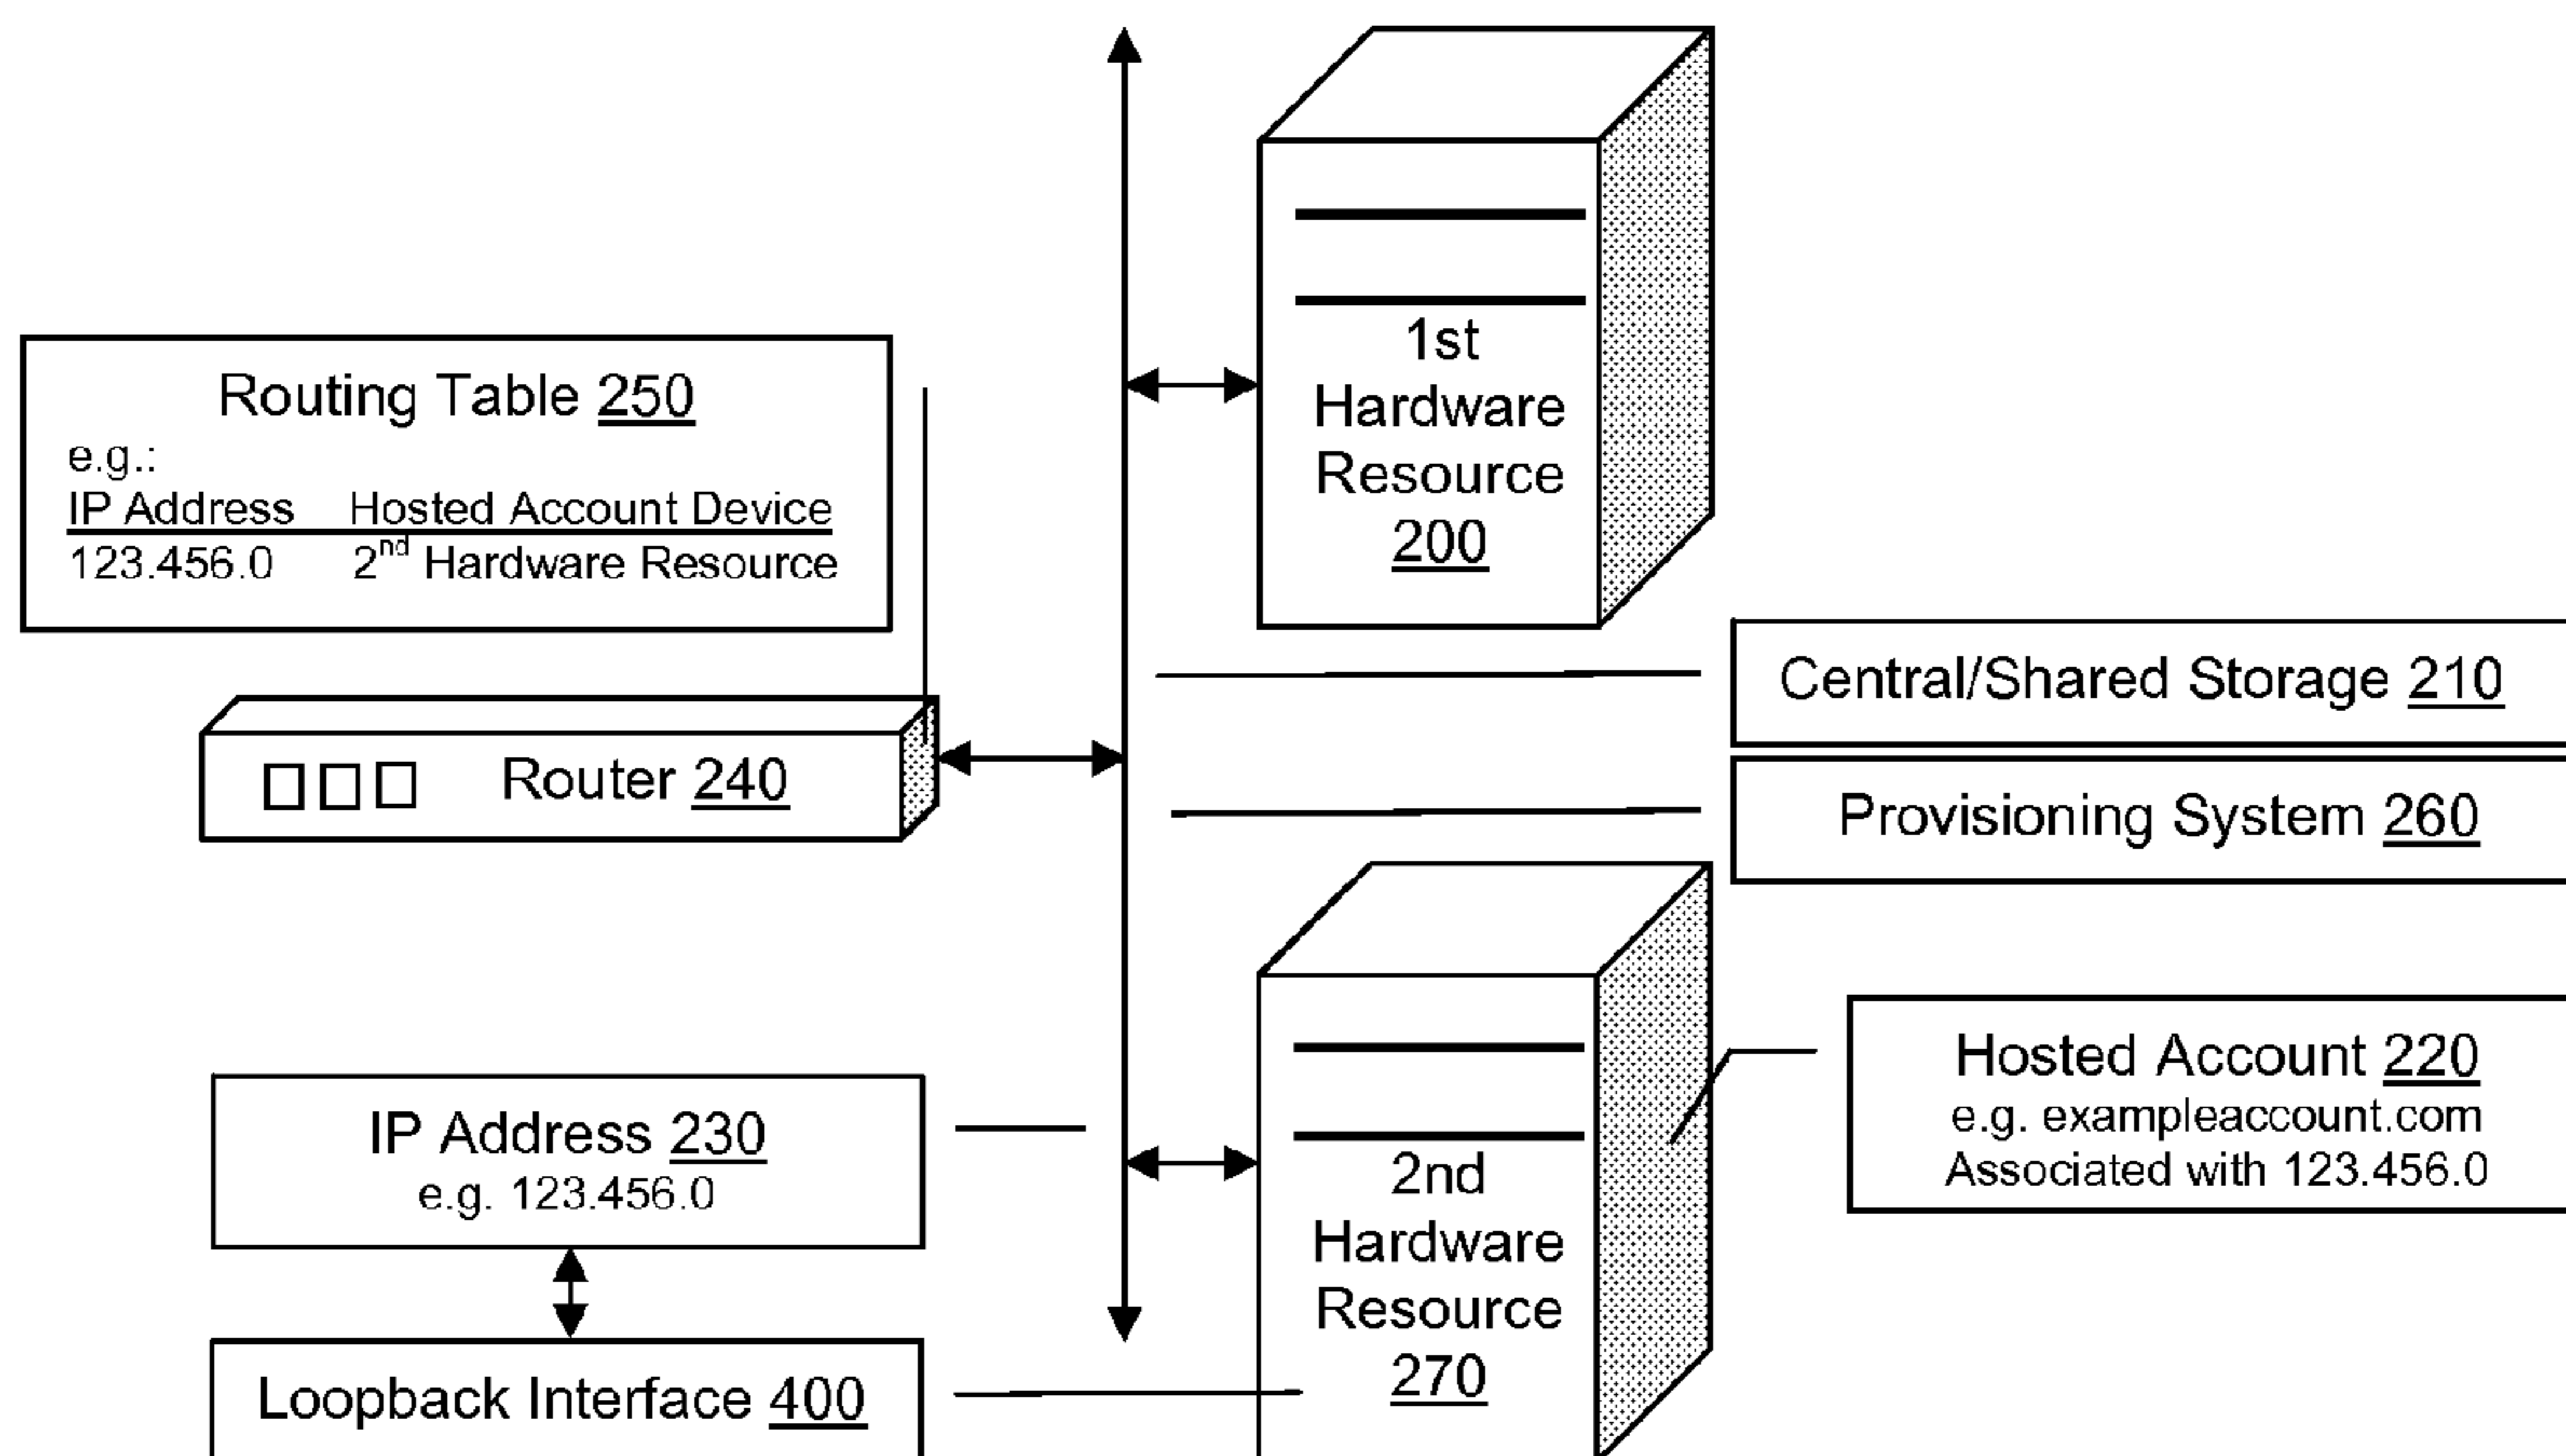 1st
Hardware
Resource
200
Routing Table 250
e.g.:
IP Address Hosted Account Device
123.456.0 2nd Hardware Resource
Central/Shared Storage 210
Router 240
Provisioning System 260
IP Address 230
e.g. 123.456.0
2nd
Hardware
Resource
270
Hosted Account 220
e.g. exampleaccount.com
Associated with 123.456.0
Loopback Interface 400